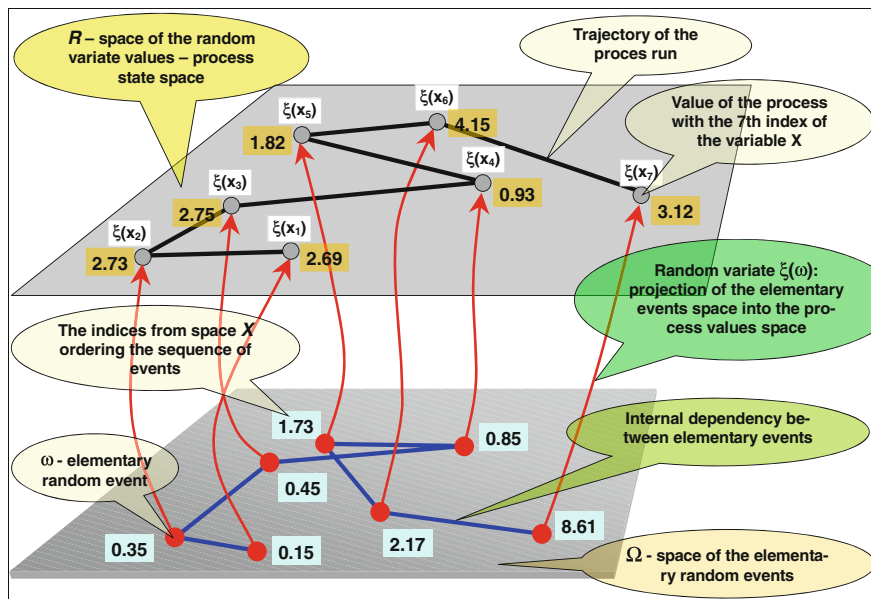 R – space of the random
variate values – process
state space
Trajectory of the
proces run
Value of the process
with the 7th index of
the variable X
ξ(x₆)
4.15
ξ(x₅)
1.82
ξ(x₄)
0.93
ξ(x₇)
3.12
ξ(x₃)
2.75
ξ(x₂)
2.73
ξ(x₁)
2.69
Random variate ξ(ω):
projection of the elementary
events space into the pro-
cess values space
The indices from space X
ordering the sequence of
events
1.73
0.85
Internal dependency be-
tween elementary events
ω - elementary
random event
0.45
0.35
0.15
2.17
8.61
Ω - space of the elementa-
ry random events